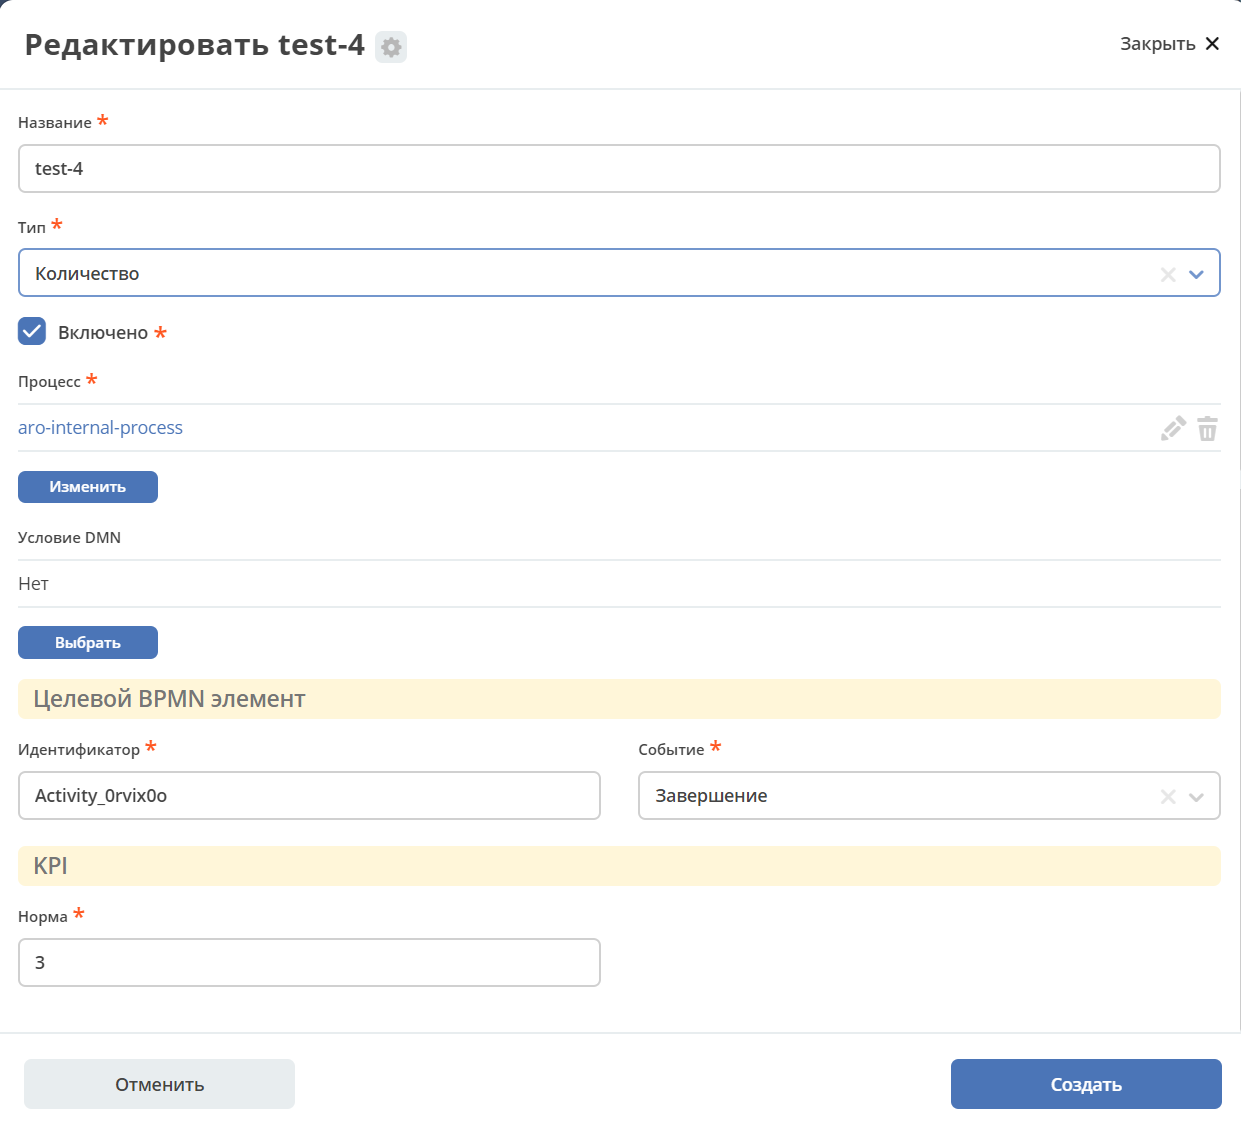 Редактировать test-4
Закрыть
Название *
test-4
Тип *
Количество
Включено *
Процесс *
aro-internal-process
Изменить
Условие DMN
Нет
Выбрать
Целевой BPMN элемент
Идентификатор * Событие *
Activity_0rvix0o Завершение
KPI
Норма *
3
Отменить Создать